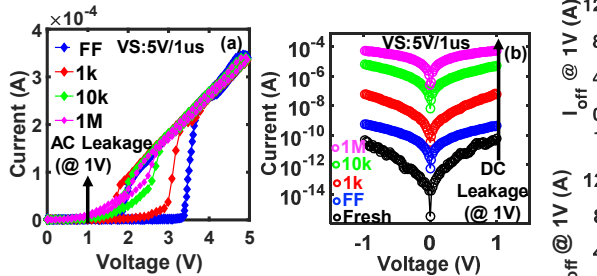 ×10⁻⁴
VS:5V/1us (a)
FF
1k
10k
1M
AC Leakage
(@ 1V)
Current (A)
4
3
2
1
0
0 1 2 3 4 5
Voltage (V)
VS:5V/1us
(b)
Current (A)
10⁻⁴
10⁻⁶
10⁻⁸
10⁻¹⁰
10⁻¹²
10⁻¹⁴
1M
10k
1k
FF
Fresh
DC
Leakage
(@ 1V)
-1 0 1
Voltage (V)
I_off @ 1V (A)
12
8
4
0
off @ 1V (A)
12
8
4